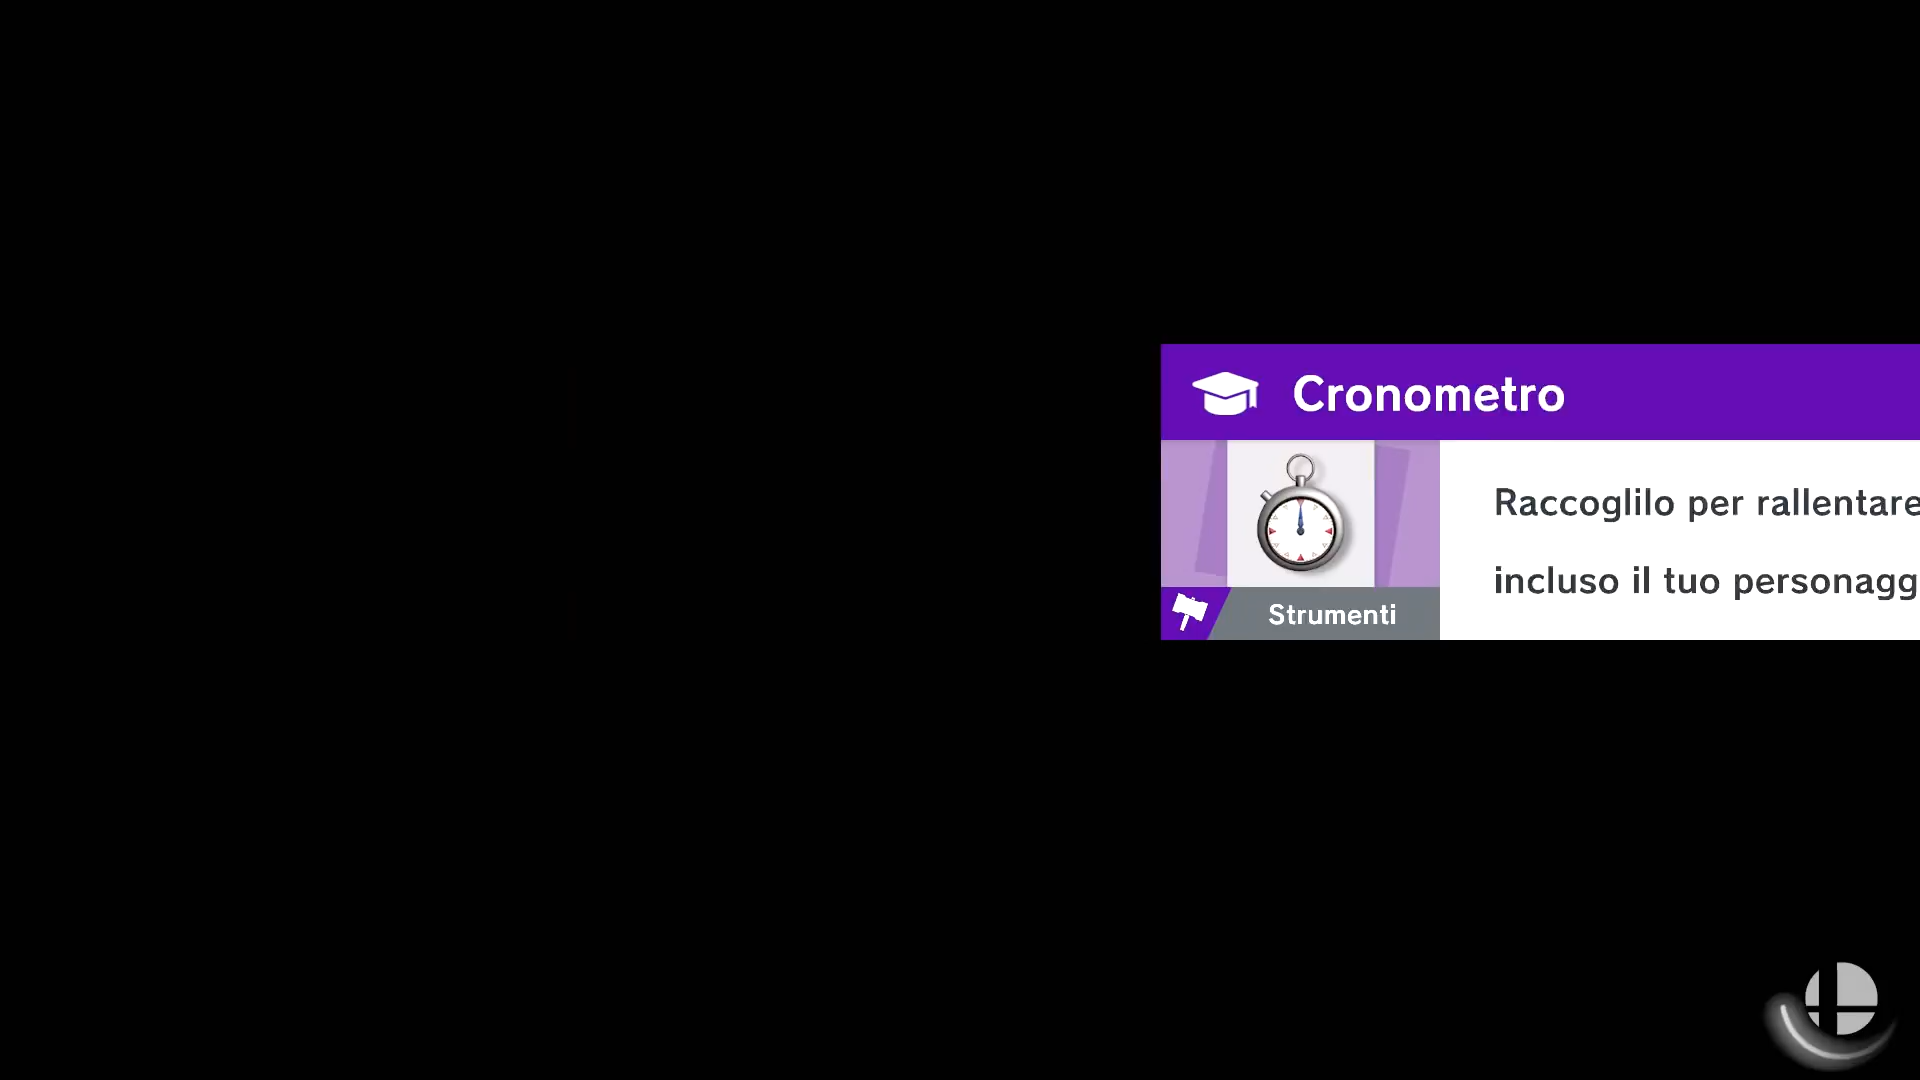 Cronometro
Raccoglilo per rallentare
incluso il tuo personagg
Strumenti